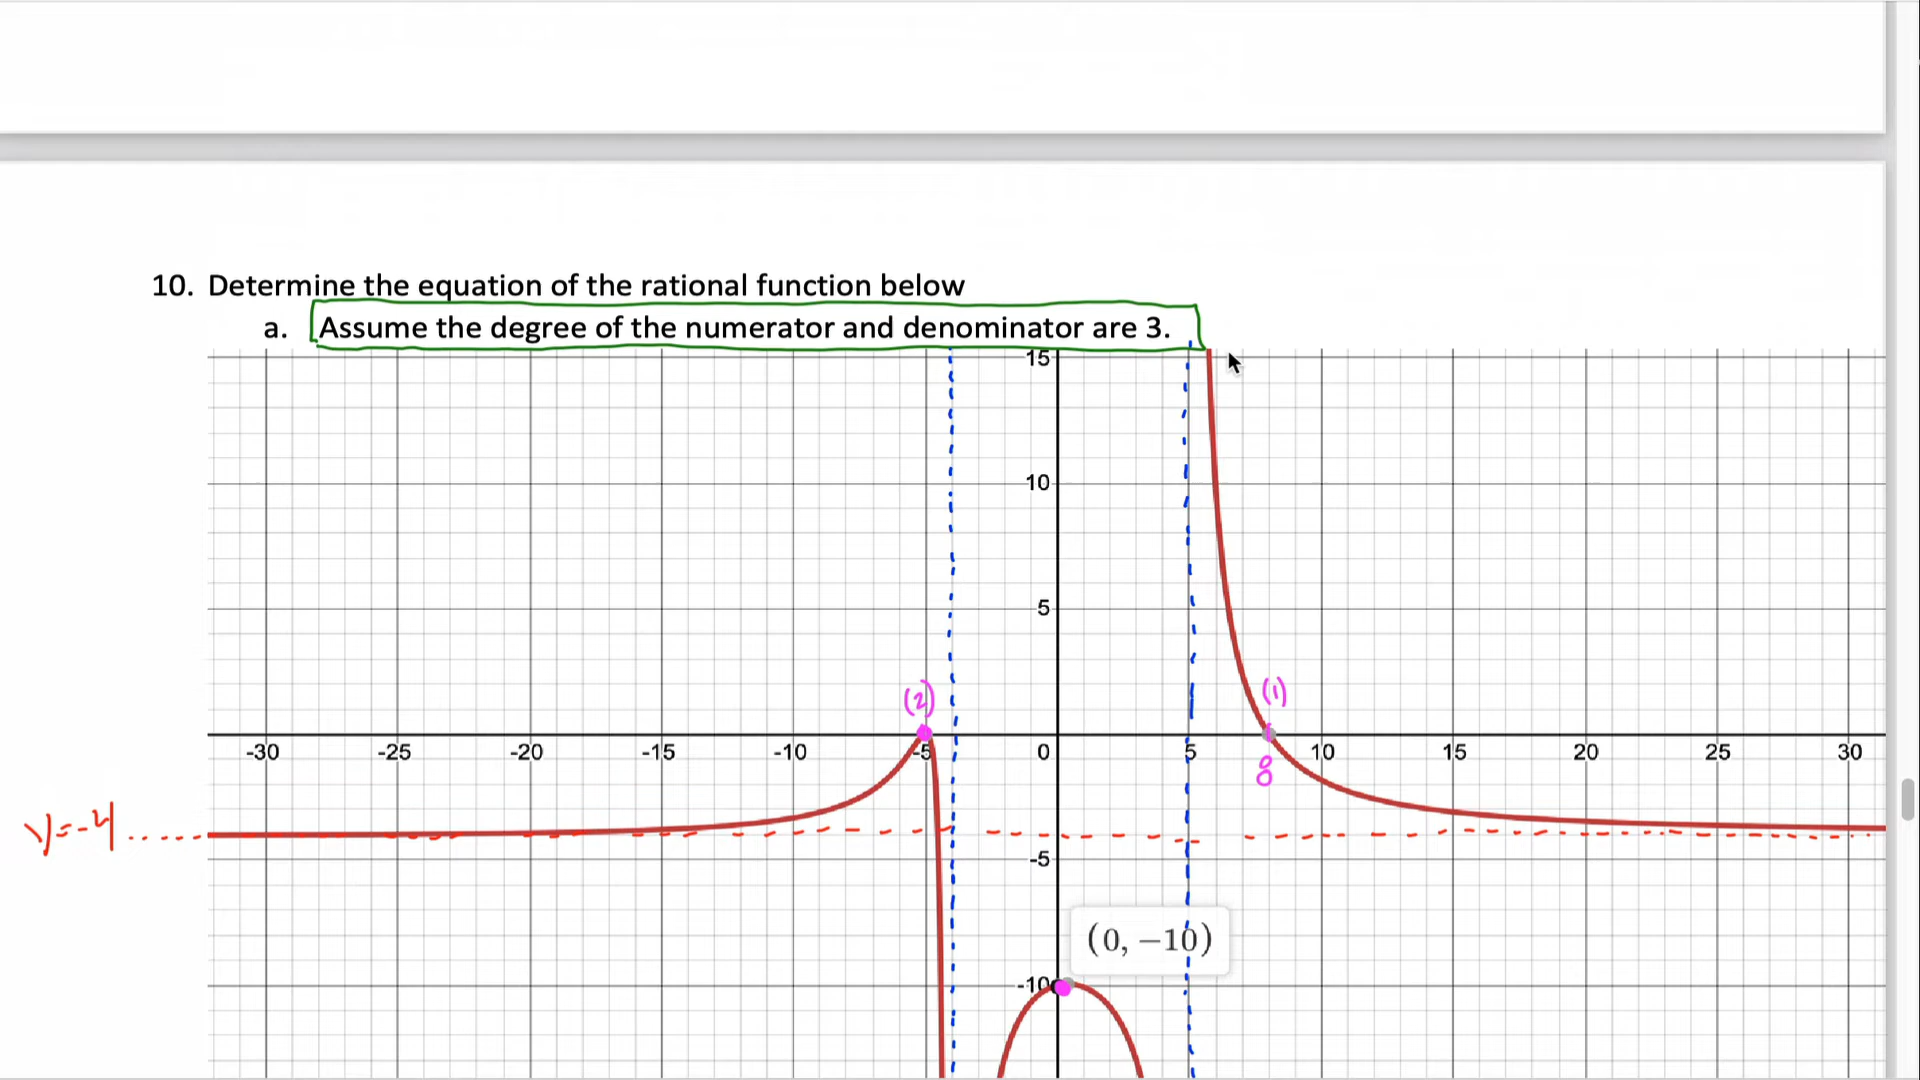 10. Determine the equation of the rational function below
a. Assume the degree of the numerator and denominator are 3.
15
10
5
(2)
(1)
-30 -25 -20 -15 -10 -5 0 5 10 15 20 25 30
8
y=-4
-5
(0, −10)
-10